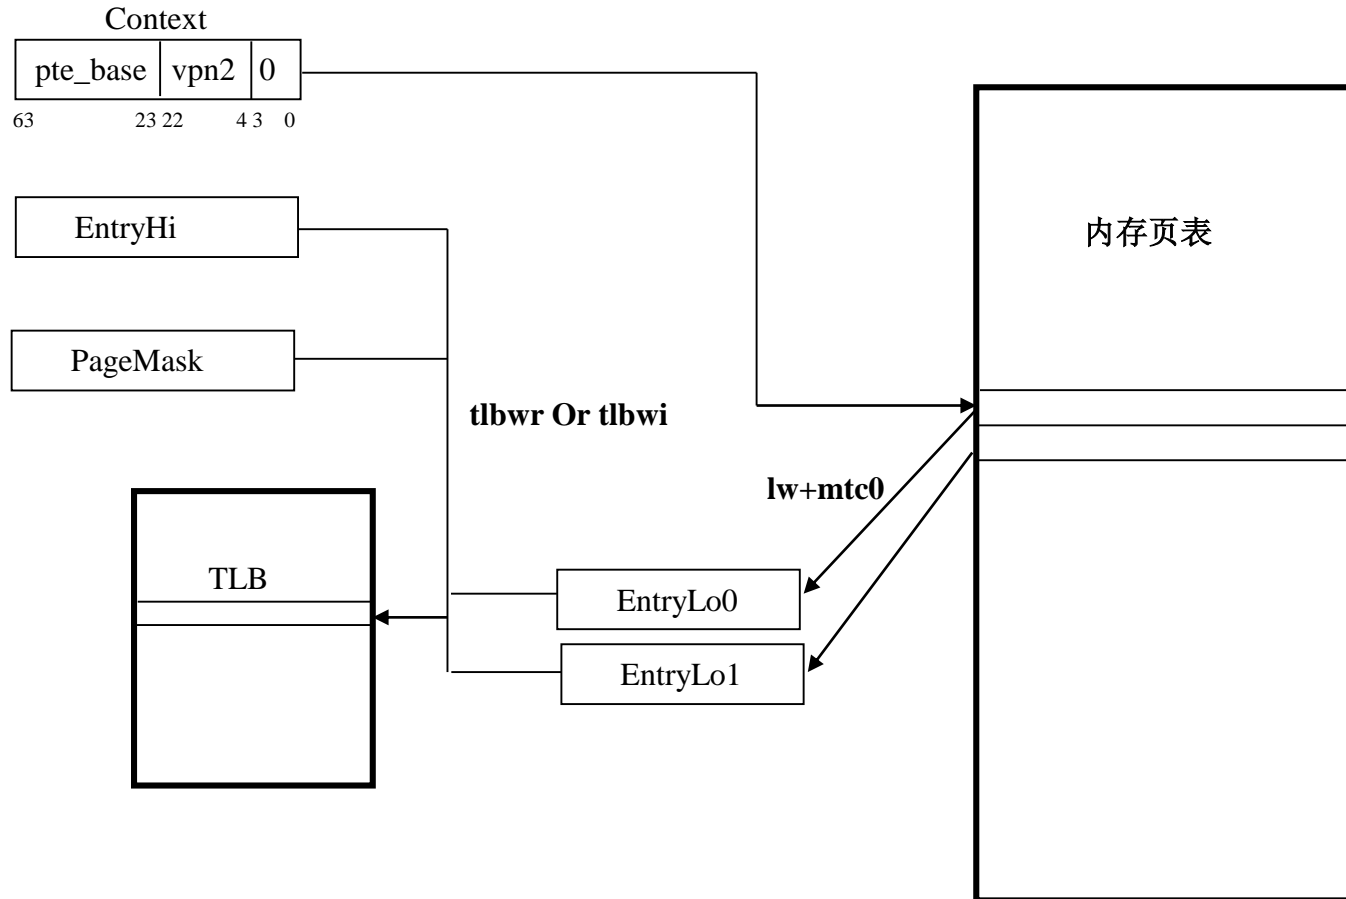 Context
pte_base vpn2 0
63 23 22 4 3 0
EntryHi
内存页表
PageMask
tlbwr Or tlbwi
lw+mtc0
TLB
EntryLo0
EntryLo1